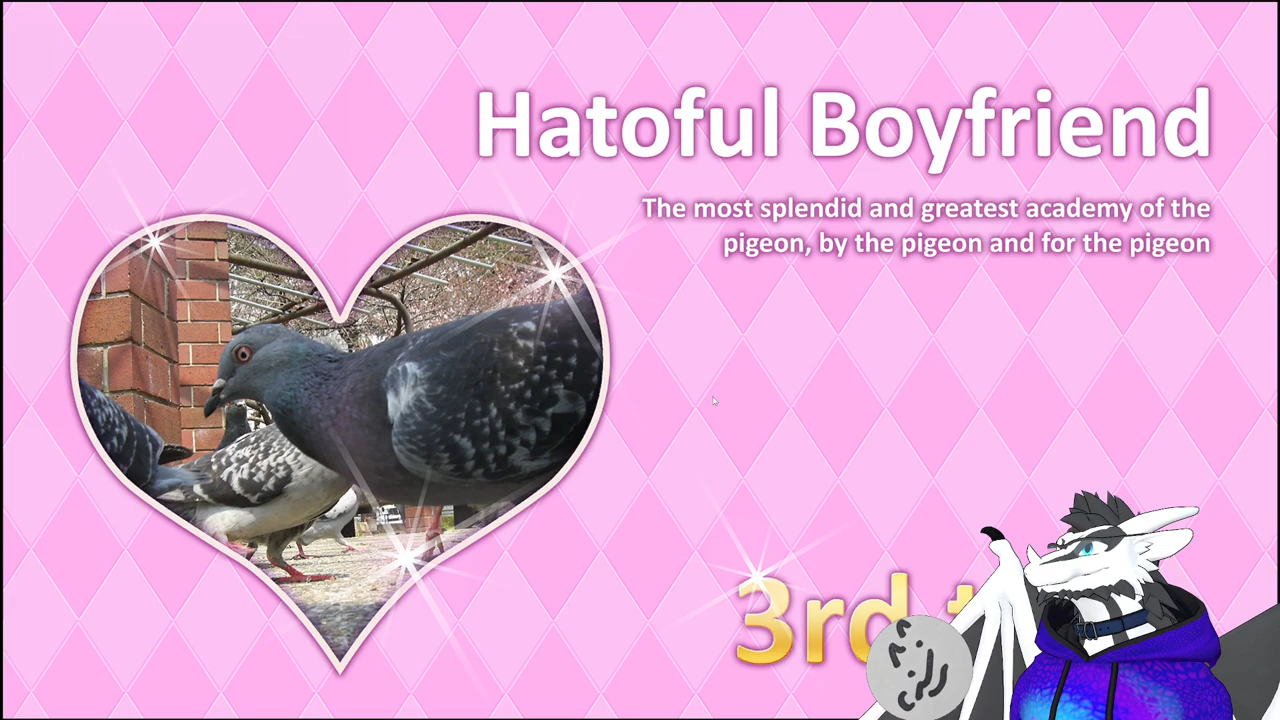 Hatoful Boyfriend
The most splendid and greatest academy of the
pigeon, by the pigeon and for the pigeon
3rd